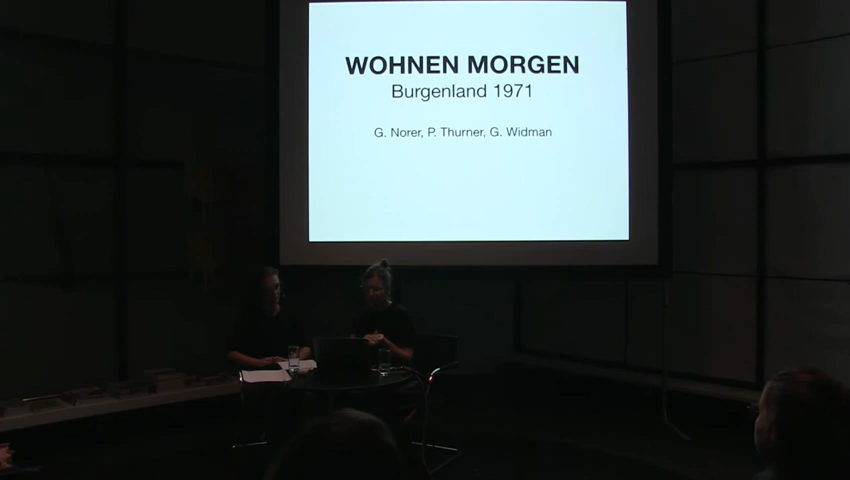 WOHNEN MORGEN
Burgenland 1971
G. Norer, P. Thurner, G. Widman